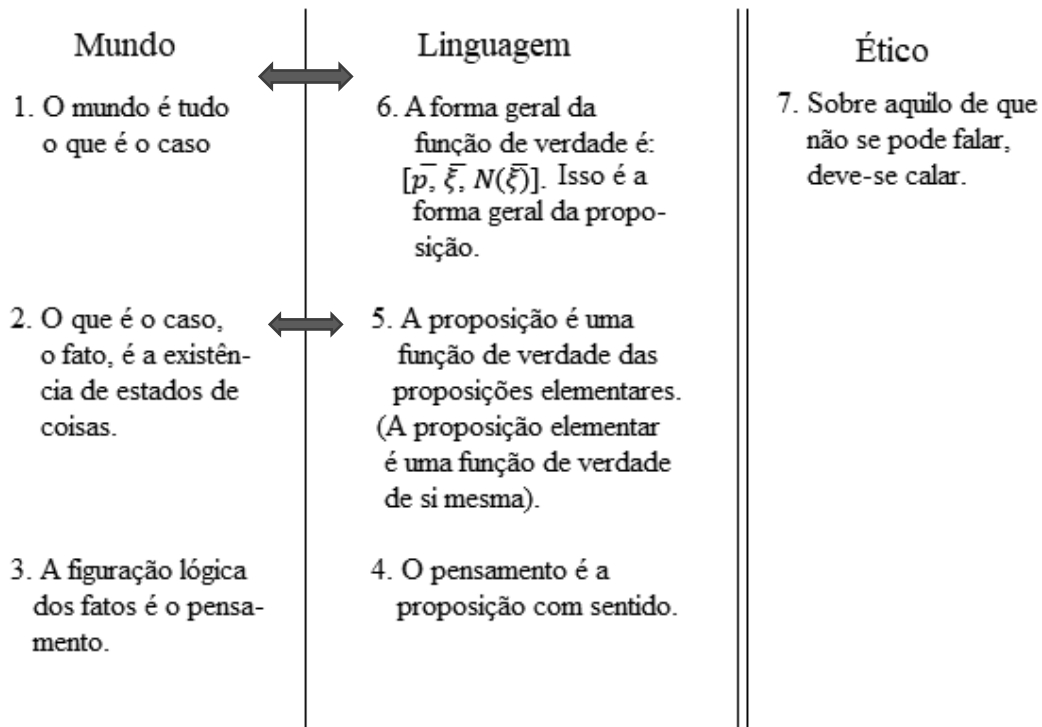 Mundo
1. O mundo é tudo
o que é o caso
2. O que é o caso,
o fato, é a existên-
cia de estados de
coisas.
3. A figuração lógica
dos fatos é o pensa-
mento.
Linguagem
6. A forma geral da
função de verdade é:
[p̅, ξ̅, N(ξ̅)]. Isso é a
forma geral da propo-
sição.
5. A proposição é uma
função de verdade das
proposições elementares.
(A proposição elementar
é uma função de verdade
de si mesma).
4. O pensamento é a
proposição com sentido.
Ético
7. Sobre aquilo de que
não se pode falar,
deve-se calar.